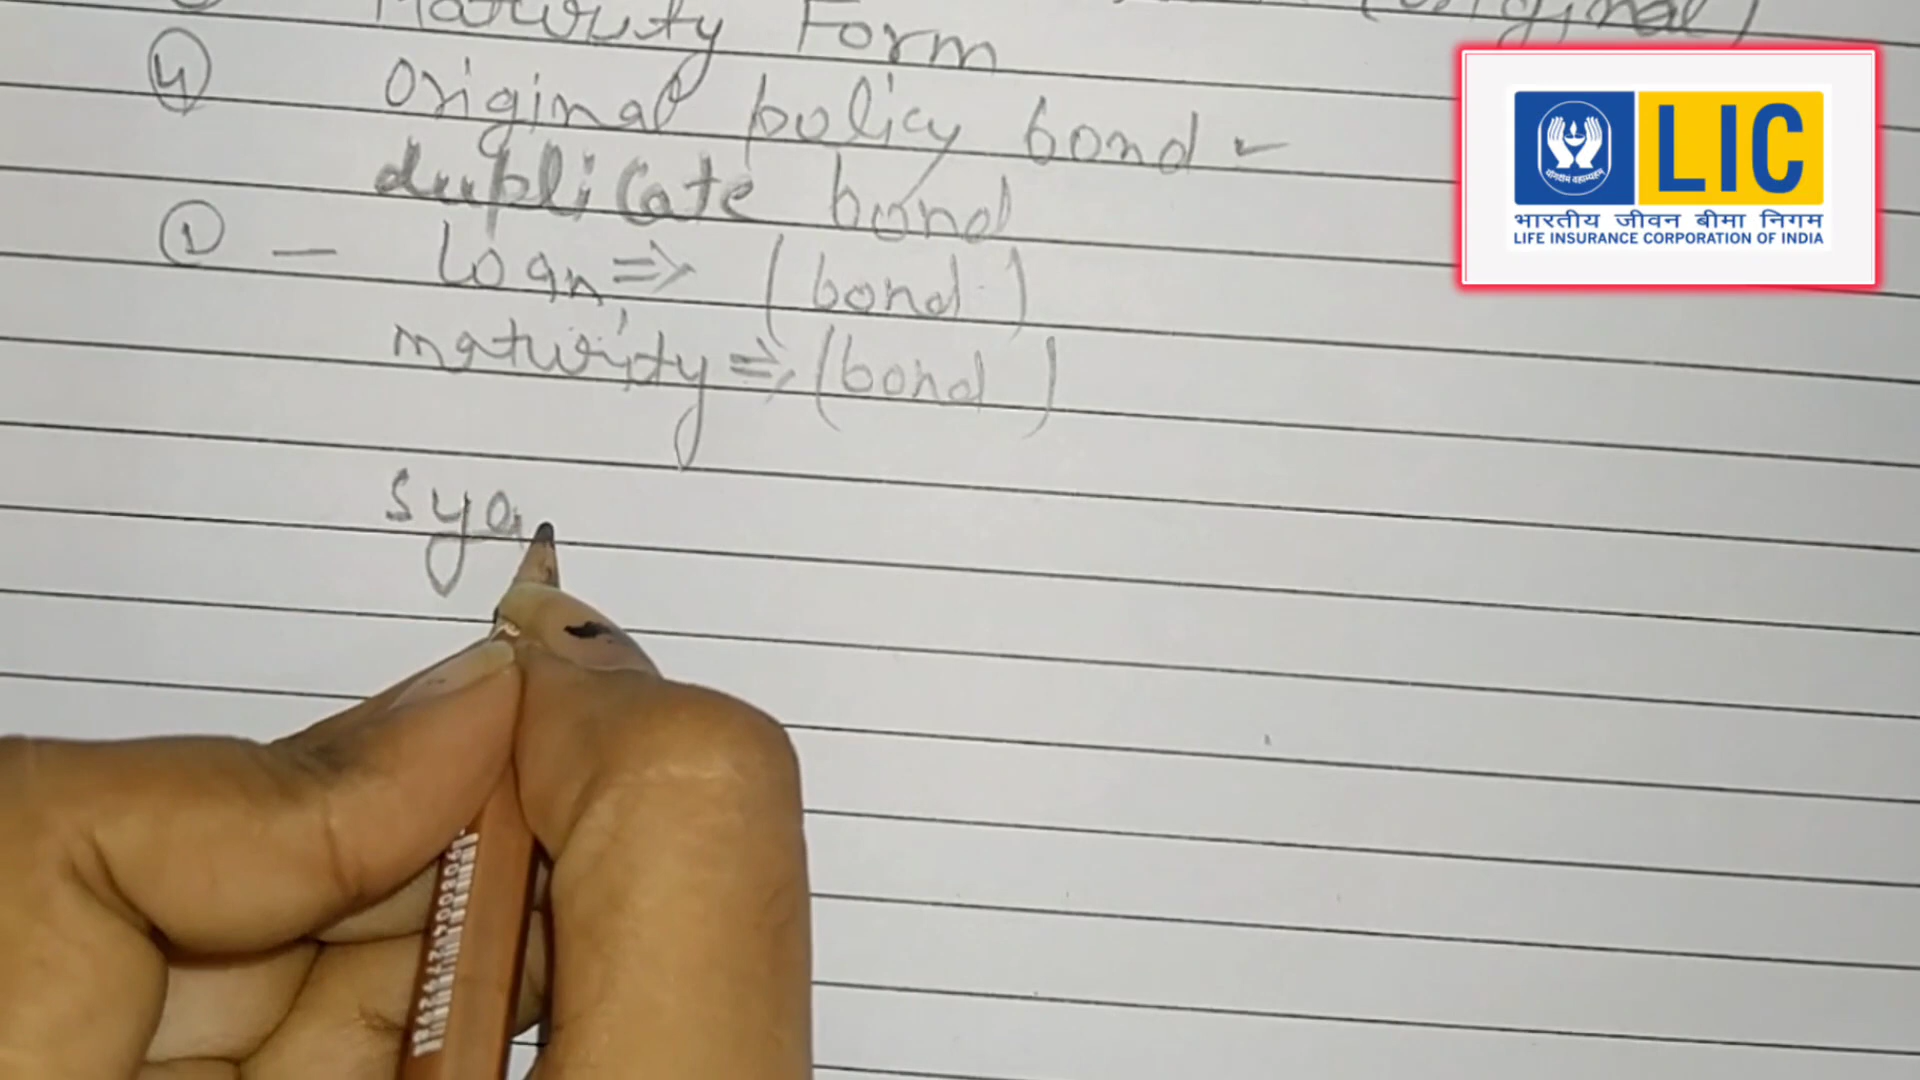 (original)
Maturity Form
4 original policy bond -
duplicate bond
1 - Loan => (bond)
maturity => (bond)
sya
LIC
भारतीय जीवन बीमा निगम
LIFE INSURANCE CORPORATION OF INDIA